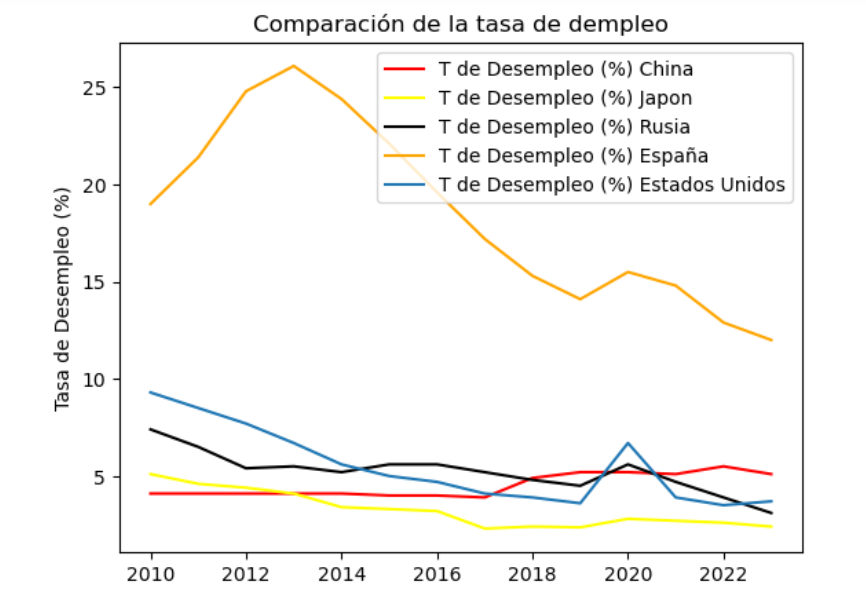 Comparación de la tasa de dempleo
T de Desempleo (%) China
T de Desempleo (%) Japon
T de Desempleo (%) Rusia
T de Desempleo (%) España
T de Desempleo (%) Estados Unidos
Tasa de Desempleo (%)
25
20
15
10
5
2010 2012 2014 2016 2018 2020 2022